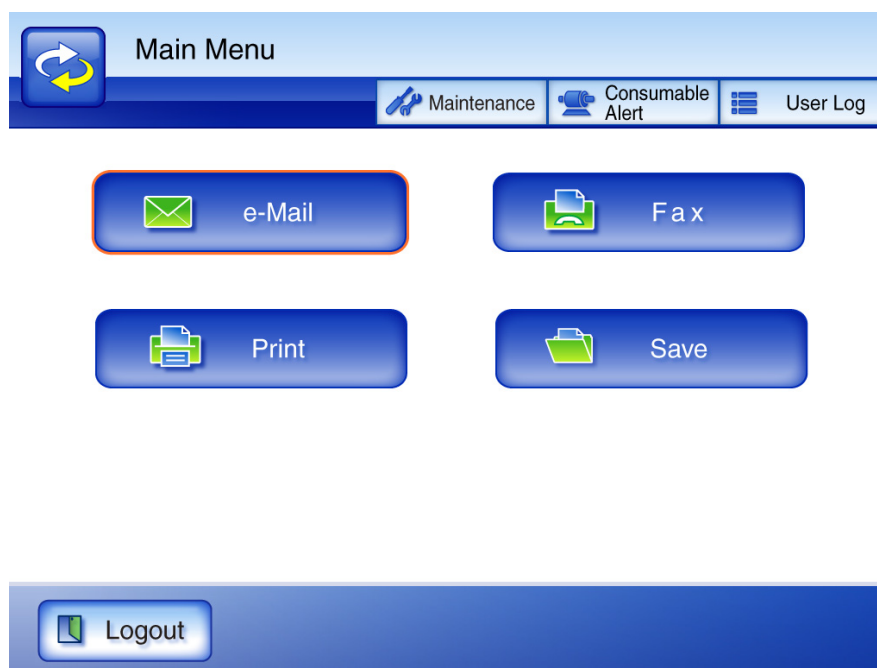 Main Menu
Maintenance
Consumable
Alert
User Log
e-Mail
Fax
Print
Save
Logout